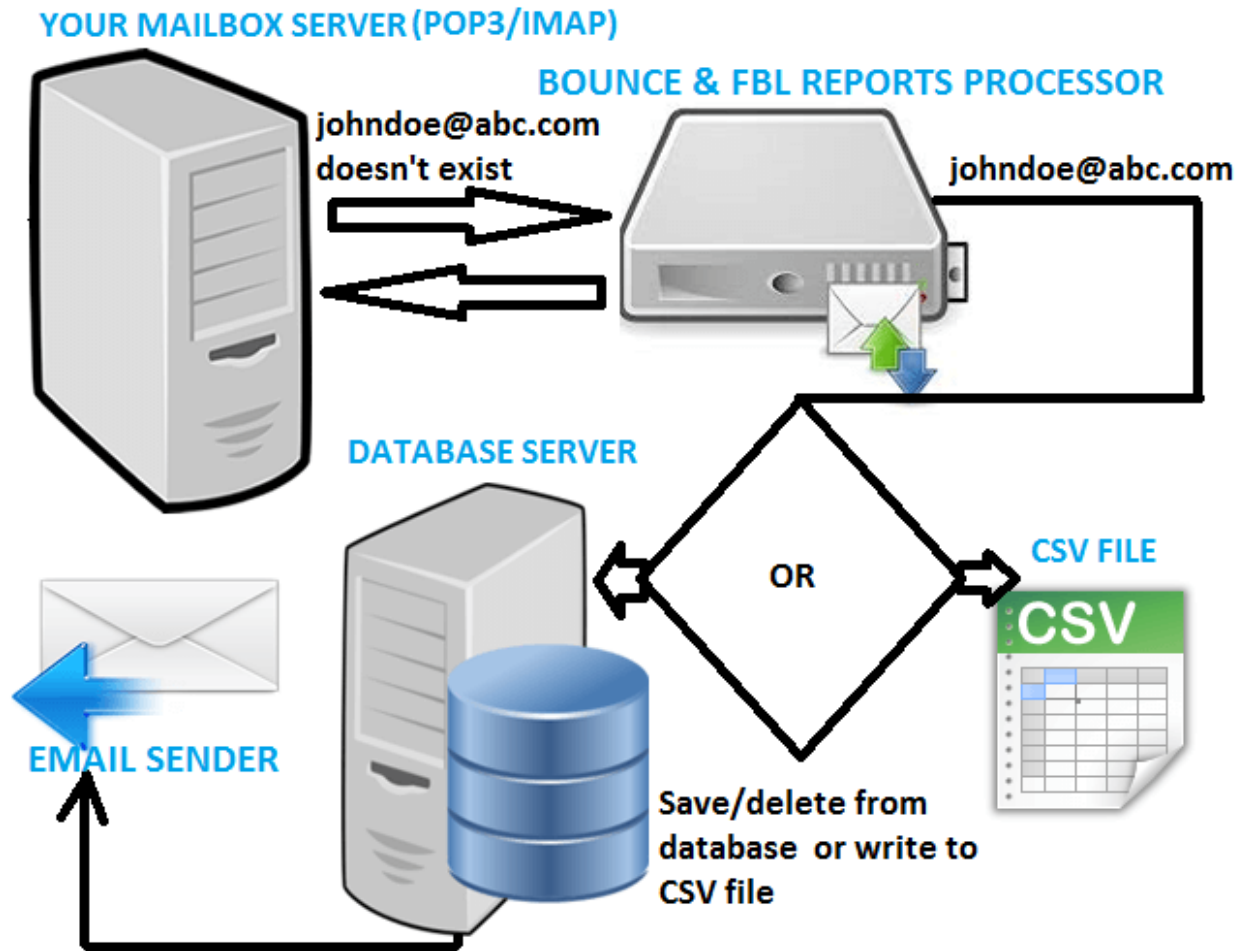 YOUR MAILBOX SERVER (POP3/IMAP)
BOUNCE & FBL REPORTS PROCESSOR
johndoe@abc.com
doesn't exist
johndoe@abc.com
DATABASE SERVER
OR
CSV FILE
CSV
EMAIL SENDER
Save/delete from
database or write to
CSV file